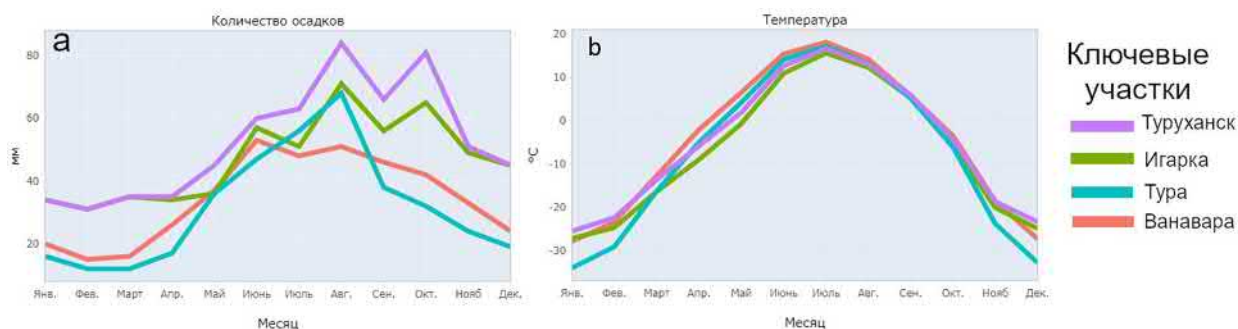 Количество осадков
a
80
60
40
20
мм
Янв. Фев. Март Апр. Май Июнь Июль Авг. Сен. Окт. Нояб Дек.
Месяц
Температура
b
20
10
0
-10
-20
-30
°C
Янв. Фев. Март Апр. Май Июнь Июль Авг. Сен. Окт. Нояб Дек.
Месяц
Ключевые
участки
Туруханск
Игарка
Тура
Ванавара